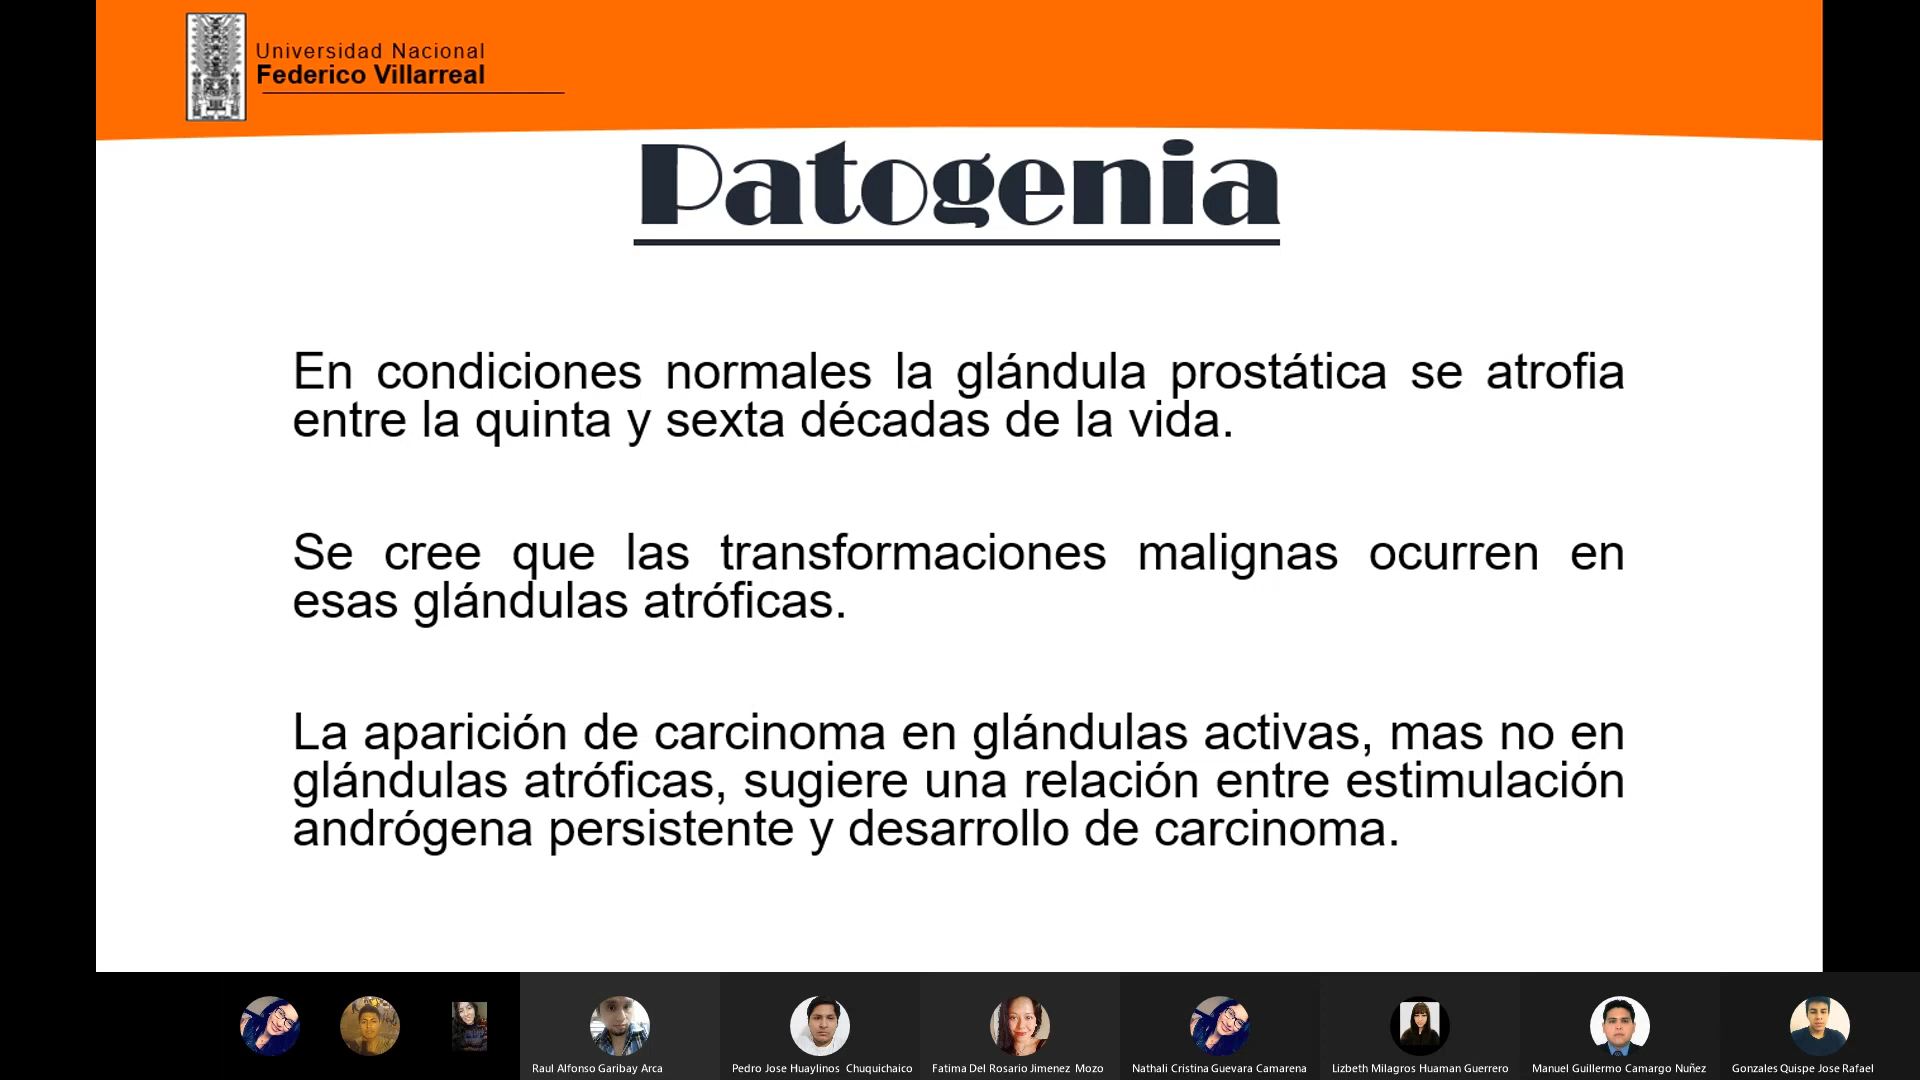 Universidad Nacional
Federico Villarreal
Patogenia
En condiciones normales la glándula prostática se atrofia
entre la quinta y sexta décadas de la vida.
Se cree que las transformaciones malignas ocurren en
esas glándulas atróficas.
La aparición de carcinoma en glándulas activas, mas no en
glándulas atróficas, sugiere una relación entre estimulación
andrógena persistente y desarrollo de carcinoma.
Raul Alfonso Garibay Arca
Pedro Jose Huaylinos Chuquichaico
Fatima Del Rosario Jimenez Mozo
Nathali Cristina Guevara Camarena
Lizbeth Milagros Huaman Guerrero
Manuel Guillermo Camargo Nuñez
Gonzales Quispe Jose Rafael